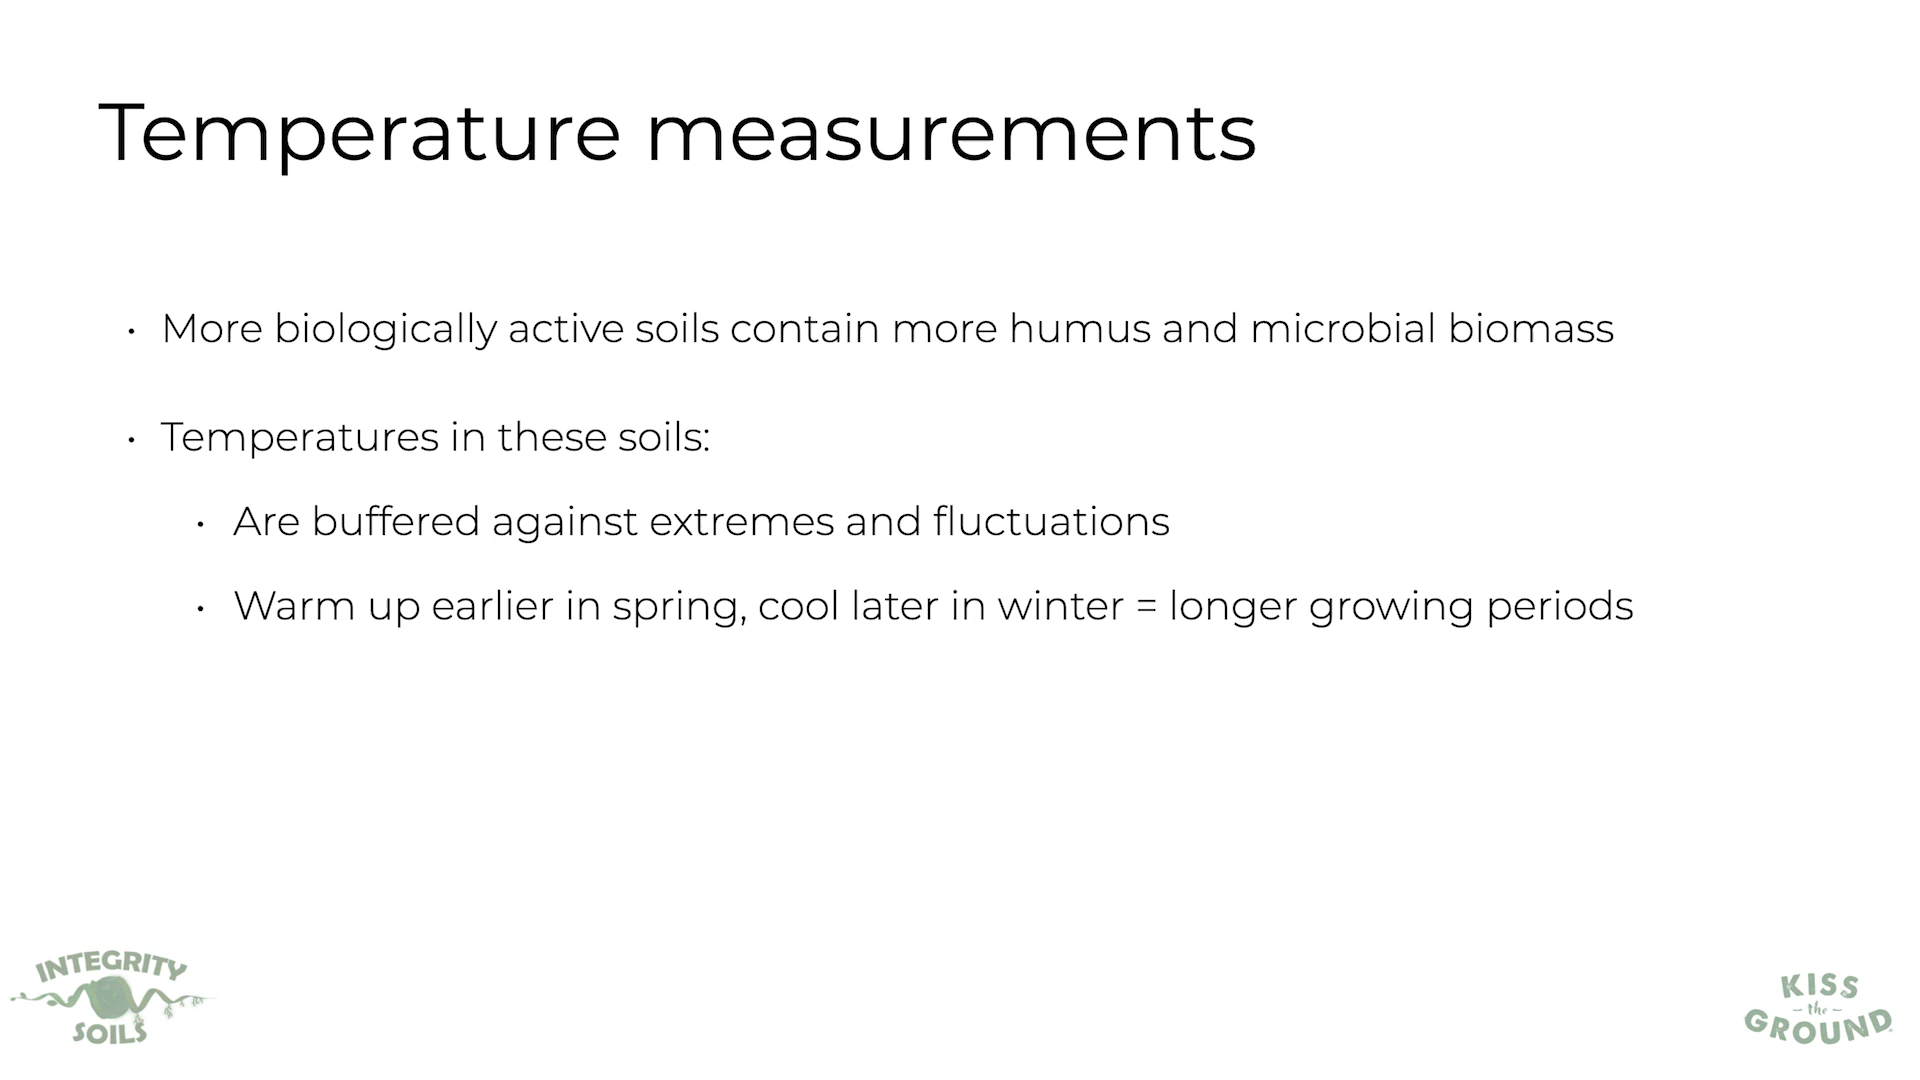 Temperature measurements
• More biologically active soils contain more humus and microbial biomass
• Temperatures in these soils:
• Are buffered against extremes and fluctuations
• Warm up earlier in spring, cool later in winter = longer growing periods
INTEGRITY
SOILS
KISS
– the –
GROUND